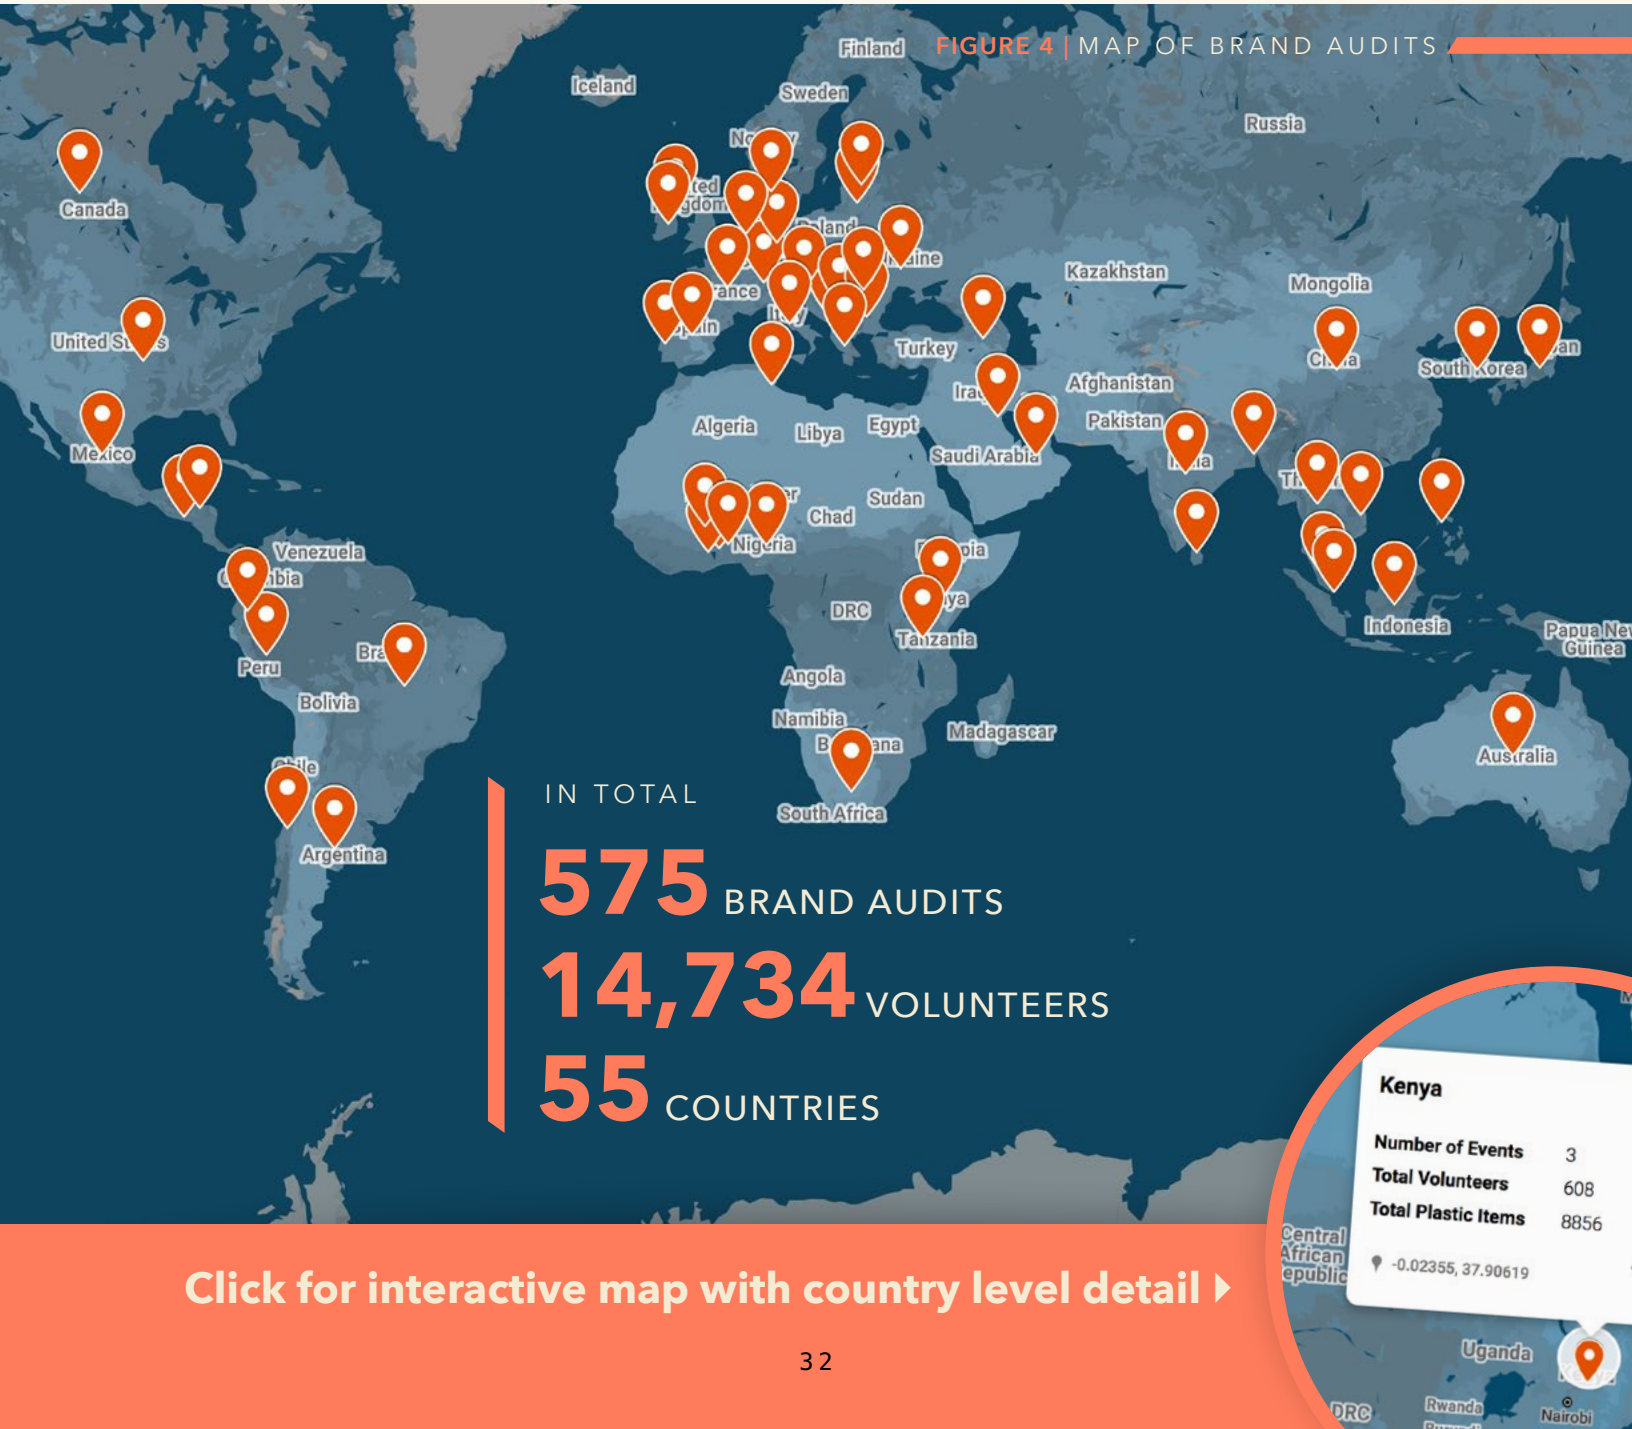 FIGURE 4 | MAP OF BRAND AUDITS
Finland
Iceland
Sweden
Russia
Canada
Kazakhstan
Mongolia
United
Turkey
South Korea
Afghanistan
Pakistan
Algeria
Libya
Egypt
Saudi Arabia
Mexico
Sudan
Chad
Nigeria
Venezuela
DRC
Tanzania
Indonesia
Papua New
Guinea
Peru
Bolivia
Angola
Namibia
Madagascar
Australia
South Africa
Argentina
IN TOTAL
575 BRAND AUDITS
14,734 VOLUNTEERS
55 COUNTRIES
Kenya
Number of Events 3
Total Volunteers 608
Total Plastic Items 8856
-0.02355, 37.90619
Central
African
Uganda
Rwanda
Nairobi
DRC
Click for interactive map with country level detail
32